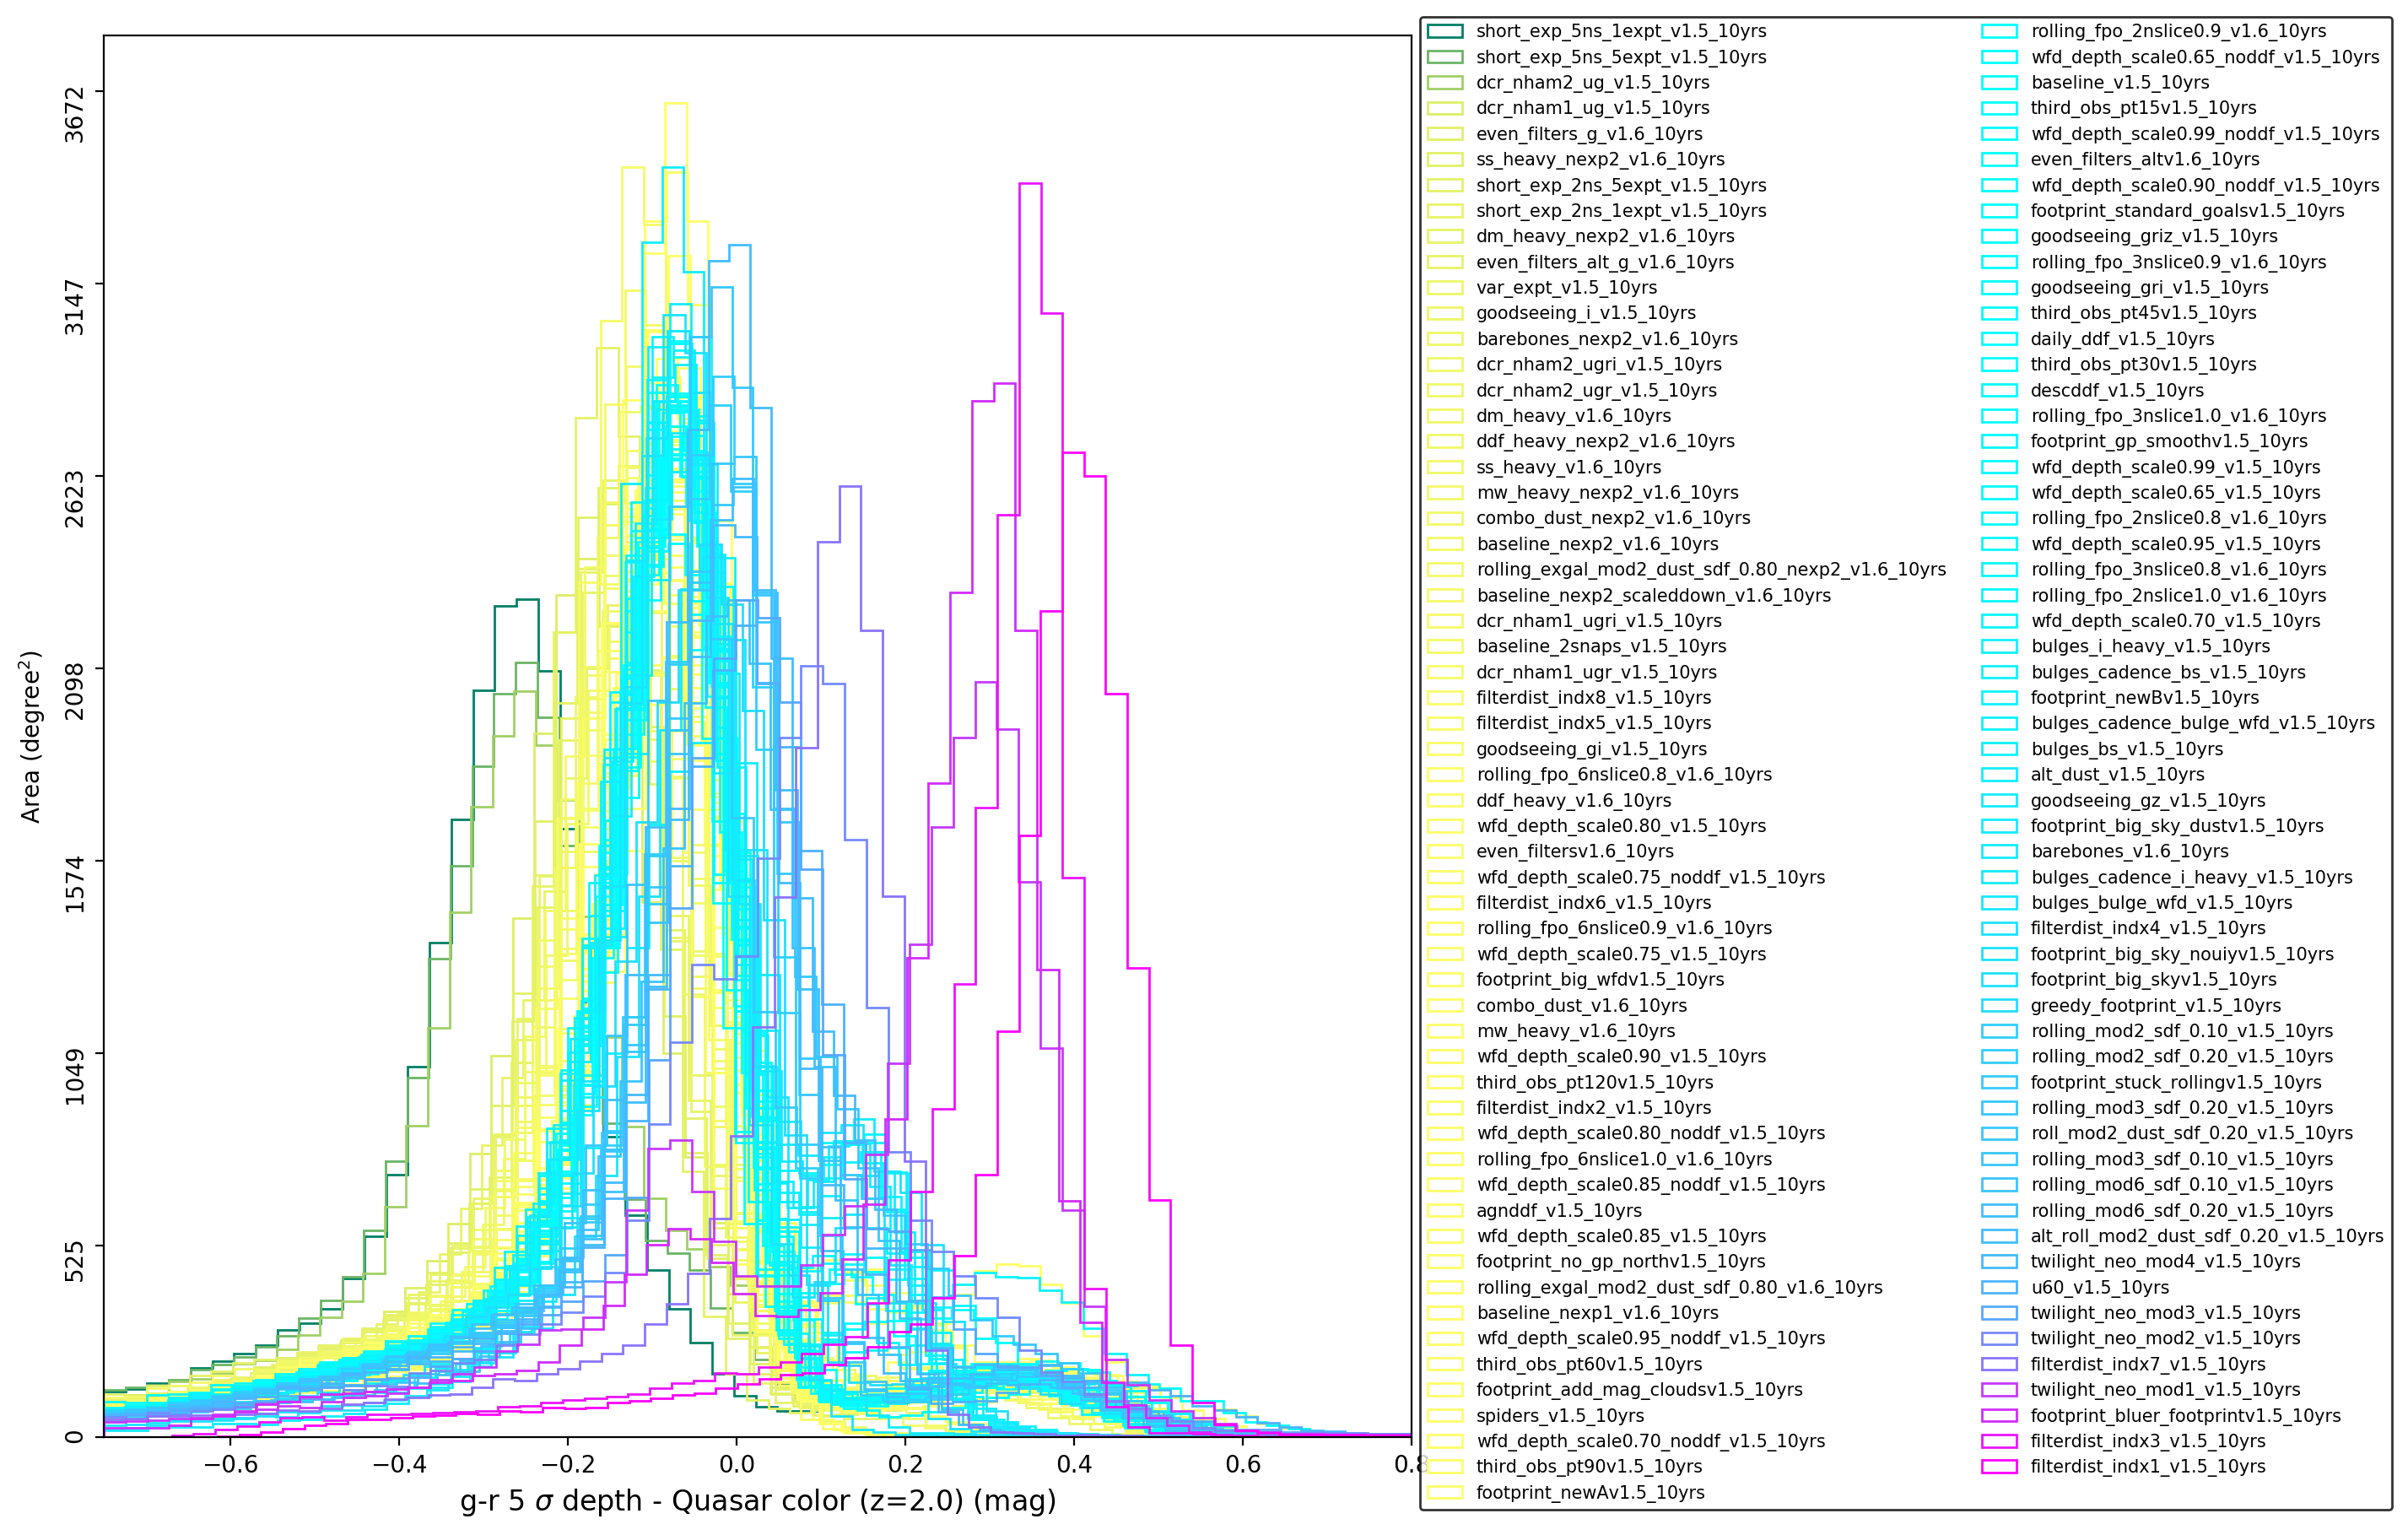 3672
3147
2623
2098
1574
1049
525
0
Area (degree²)
−0.6 −0.4 −0.2 0.0 0.2 0.4 0.6 0.8
g-r 5 σ depth - Quasar color (z=2.0) (mag)
short_exp_5ns_1expt_v1.5_10yrs
short_exp_5ns_5expt_v1.5_10yrs
dcr_nham2_ug_v1.5_10yrs
dcr_nham1_ug_v1.5_10yrs
even_filters_g_v1.6_10yrs
ss_heavy_nexp2_v1.6_10yrs
short_exp_2ns_5expt_v1.5_10yrs
short_exp_2ns_1expt_v1.5_10yrs
dm_heavy_nexp2_v1.6_10yrs
even_filters_alt_g_v1.6_10yrs
var_expt_v1.5_10yrs
goodseeing_i_v1.5_10yrs
barebones_nexp2_v1.6_10yrs
dcr_nham2_ugri_v1.5_10yrs
dcr_nham2_ugr_v1.5_10yrs
dm_heavy_v1.6_10yrs
ddf_heavy_nexp2_v1.6_10yrs
ss_heavy_v1.6_10yrs
mw_heavy_nexp2_v1.6_10yrs
combo_dust_nexp2_v1.6_10yrs
baseline_nexp2_v1.6_10yrs
rolling_exgal_mod2_dust_sdf_0.80_nexp2_v1.6_10yrs
baseline_nexp2_scaleddown_v1.6_10yrs
dcr_nham1_ugri_v1.5_10yrs
baseline_2snaps_v1.5_10yrs
dcr_nham1_ugr_v1.5_10yrs
filterdist_indx8_v1.5_10yrs
filterdist_indx5_v1.5_10yrs
goodseeing_gi_v1.5_10yrs
rolling_fpo_6nslice0.8_v1.6_10yrs
ddf_heavy_v1.6_10yrs
wfd_depth_scale0.80_v1.5_10yrs
even_filtersv1.6_10yrs
wfd_depth_scale0.75_noddf_v1.5_10yrs
filterdist_indx6_v1.5_10yrs
rolling_fpo_6nslice0.9_v1.6_10yrs
wfd_depth_scale0.75_v1.5_10yrs
footprint_big_wfdv1.5_10yrs
combo_dust_v1.6_10yrs
mw_heavy_v1.6_10yrs
wfd_depth_scale0.90_v1.5_10yrs
third_obs_pt120v1.5_10yrs
filterdist_indx2_v1.5_10yrs
wfd_depth_scale0.80_noddf_v1.5_10yrs
rolling_fpo_6nslice1.0_v1.6_10yrs
wfd_depth_scale0.85_noddf_v1.5_10yrs
agnddf_v1.5_10yrs
wfd_depth_scale0.85_v1.5_10yrs
footprint_no_gp_northv1.5_10yrs
rolling_exgal_mod2_dust_sdf_0.80_v1.6_10yrs
baseline_nexp1_v1.6_10yrs
wfd_depth_scale0.95_noddf_v1.5_10yrs
third_obs_pt60v1.5_10yrs
footprint_add_mag_cloudsv1.5_10yrs
spiders_v1.5_10yrs
wfd_depth_scale0.70_noddf_v1.5_10yrs
third_obs_pt90v1.5_10yrs
footprint_newAv1.5_10yrs
rolling_fpo_2nslice0.9_v1.6_10yrs
wfd_depth_scale0.65_noddf_v1.5_10yrs
baseline_v1.5_10yrs
third_obs_pt15v1.5_10yrs
wfd_depth_scale0.99_noddf_v1.5_10yrs
even_filters_altv1.6_10yrs
wfd_depth_scale0.90_noddf_v1.5_10yrs
footprint_standard_goalsv1.5_10yrs
goodseeing_griz_v1.5_10yrs
rolling_fpo_3nslice0.9_v1.6_10yrs
goodseeing_gri_v1.5_10yrs
third_obs_pt45v1.5_10yrs
daily_ddf_v1.5_10yrs
third_obs_pt30v1.5_10yrs
descddf_v1.5_10yrs
rolling_fpo_3nslice1.0_v1.6_10yrs
footprint_gp_smoothv1.5_10yrs
wfd_depth_scale0.99_v1.5_10yrs
wfd_depth_scale0.65_v1.5_10yrs
rolling_fpo_2nslice0.8_v1.6_10yrs
wfd_depth_scale0.95_v1.5_10yrs
rolling_fpo_3nslice0.8_v1.6_10yrs
rolling_fpo_2nslice1.0_v1.6_10yrs
wfd_depth_scale0.70_v1.5_10yrs
bulges_i_heavy_v1.5_10yrs
bulges_cadence_bs_v1.5_10yrs
footprint_newBv1.5_10yrs
bulges_cadence_bulge_wfd_v1.5_10yrs
bulges_bs_v1.5_10yrs
alt_dust_v1.5_10yrs
goodseeing_gz_v1.5_10yrs
footprint_big_sky_dustv1.5_10yrs
barebones_v1.6_10yrs
bulges_cadence_i_heavy_v1.5_10yrs
bulges_bulge_wfd_v1.5_10yrs
filterdist_indx4_v1.5_10yrs
footprint_big_sky_nouiyv1.5_10yrs
footprint_big_skyv1.5_10yrs
greedy_footprint_v1.5_10yrs
rolling_mod2_sdf_0.10_v1.5_10yrs
rolling_mod2_sdf_0.20_v1.5_10yrs
footprint_stuck_rollingv1.5_10yrs
rolling_mod3_sdf_0.20_v1.5_10yrs
roll_mod2_dust_sdf_0.20_v1.5_10yrs
rolling_mod3_sdf_0.10_v1.5_10yrs
rolling_mod6_sdf_0.10_v1.5_10yrs
rolling_mod6_sdf_0.20_v1.5_10yrs
alt_roll_mod2_dust_sdf_0.20_v1.5_10yrs
twilight_neo_mod4_v1.5_10yrs
u60_v1.5_10yrs
twilight_neo_mod3_v1.5_10yrs
twilight_neo_mod2_v1.5_10yrs
filterdist_indx7_v1.5_10yrs
twilight_neo_mod1_v1.5_10yrs
footprint_bluer_footprintv1.5_10yrs
filterdist_indx3_v1.5_10yrs
filterdist_indx1_v1.5_10yrs